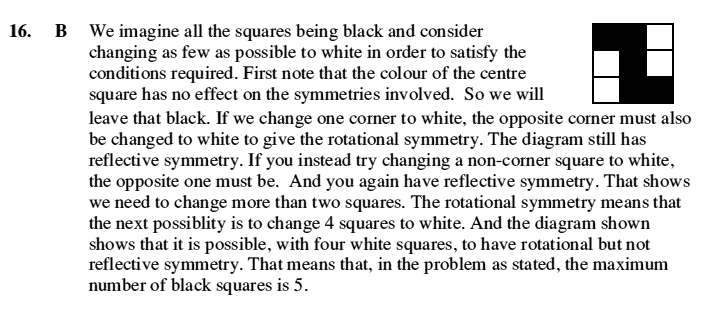 16. B We imagine all the squares being black and consider
changing as few as possible to white in order to satisfy the
conditions required. First note that the colour of the centre
square has no effect on the symmetries involved. So we will
leave that black. If we change one corner to white, the opposite corner must also
be changed to white to give the rotational symmetry. The diagram still has
reflective symmetry. If you instead try changing a non-corner square to white,
the opposite one must be. And you again have reflective symmetry. That shows
we need to change more than two squares. The rotational symmetry means that
the next possiblity is to change 4 squares to white. And the diagram shown
shows that it is possible, with four white squares, to have rotational but not
reflective symmetry. That means that, in the problem as stated, the maximum
number of black squares is 5.